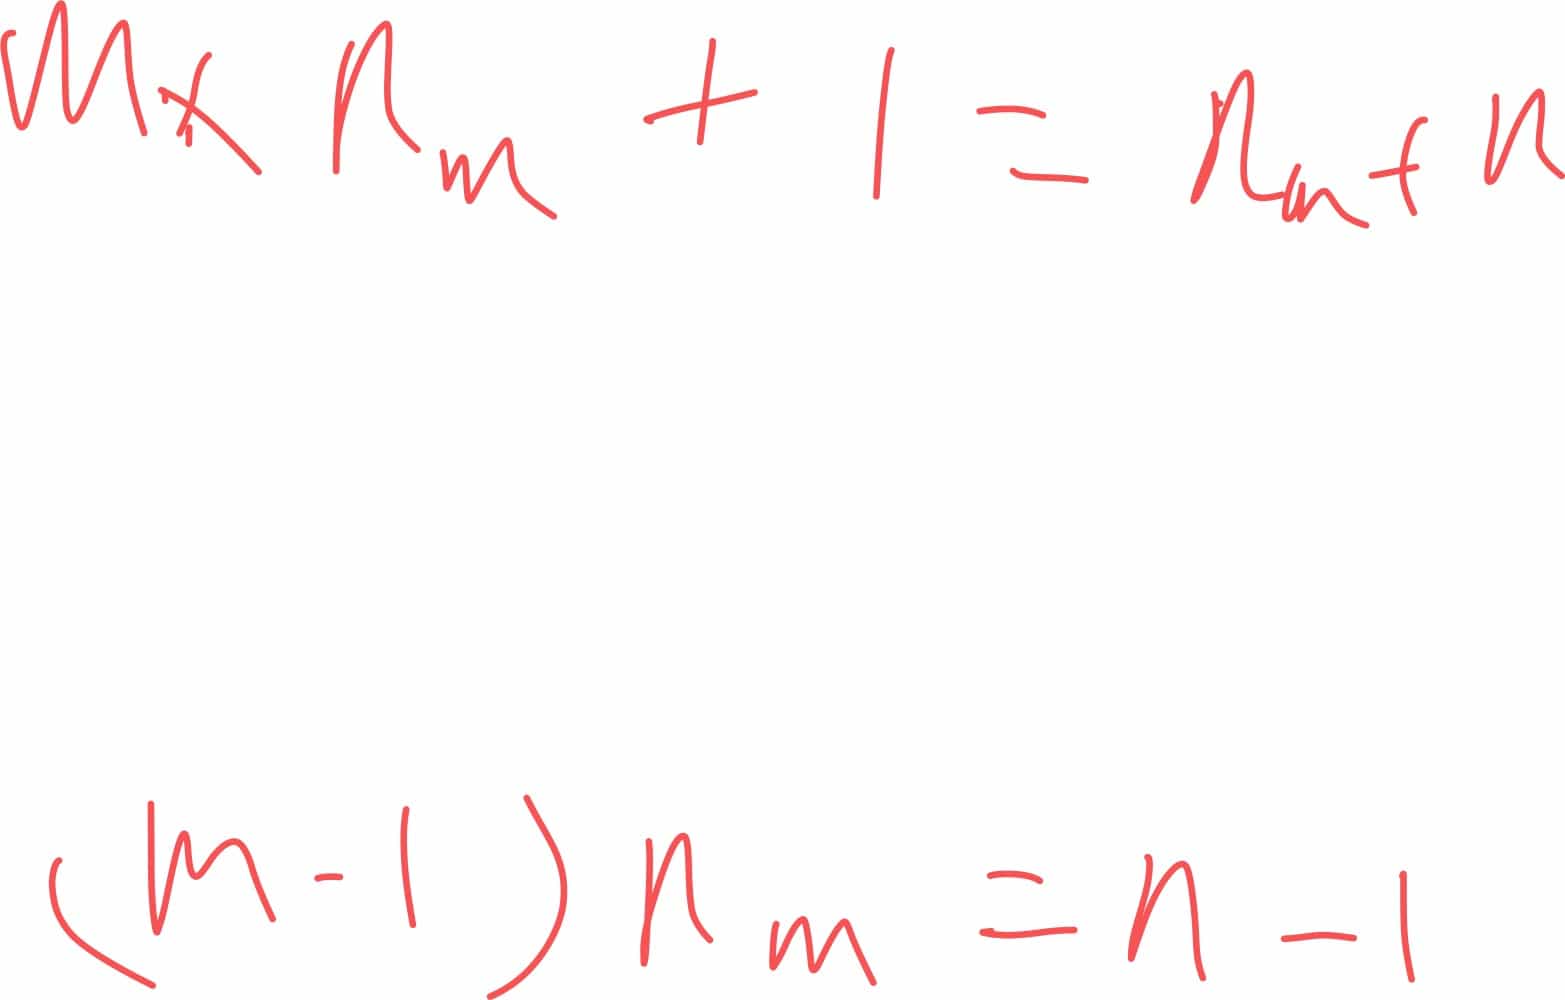 m × n_m + 1 = n_m + n
(m - 1) n_m = n - 1